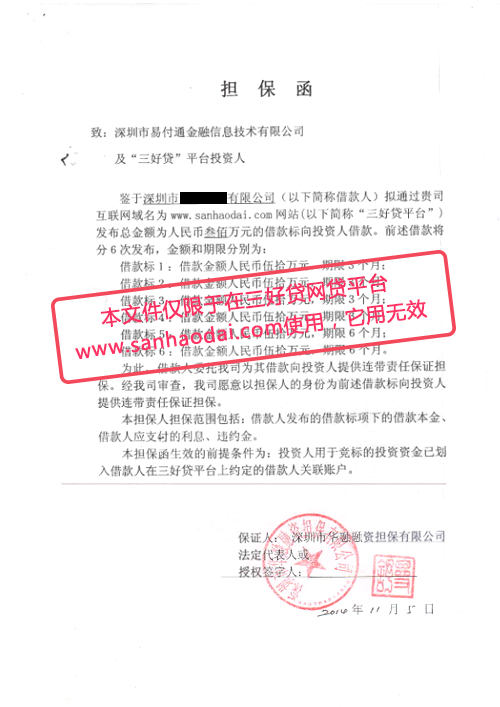 担 保 函
致：深圳市易付通金融信息技术有限公司
及“三好贷”平台投资人
鉴于深圳市 有限公司（以下简称借款人）拟通过贵司
互联网域名为 www.sanhaodai.com 网站(以下简称“三好贷平台”)
发布总金额为人民币叁佰万元的借款标向投资人借款。前述借款将
分 6 次发布，金额和期限分别为：
借款标 1：借款金额人民币伍拾万元，期限 3 个月；
借款标 2：借款金额人民币伍拾万元，期限 3 个月；
借款标 3：借款金额人民币伍拾万元，期限 3 个月；
借款标
借款标 5：借款金额人民币伍拾万元，期限 6 个月；
借款标 6：借款金额人民币伍拾万元，期限 6 个月。
本文件仅限于在三好贷网贷平台
www.sanhaodai.com使用 它用无效
为此，借款人委托我司为其借款向投资人提供连带责任保证担
保。经我司审查，我司愿意以担保人的身份为前述借款标向投资人
提供连带责任保证担保。
本担保人担保范围包括：借款人发布的借款标项下的借款本金、
借款人应支付的利息、违约金。
本担保函生效的前提条件为：投资人用于竞标的投资资金已划
入借款人在三好贷平台上约定的借款人关联账户。
保证人： 深圳市华融融资担保有限公司
法定代表人或
授权签字人：
2014 年 11 月 5 日